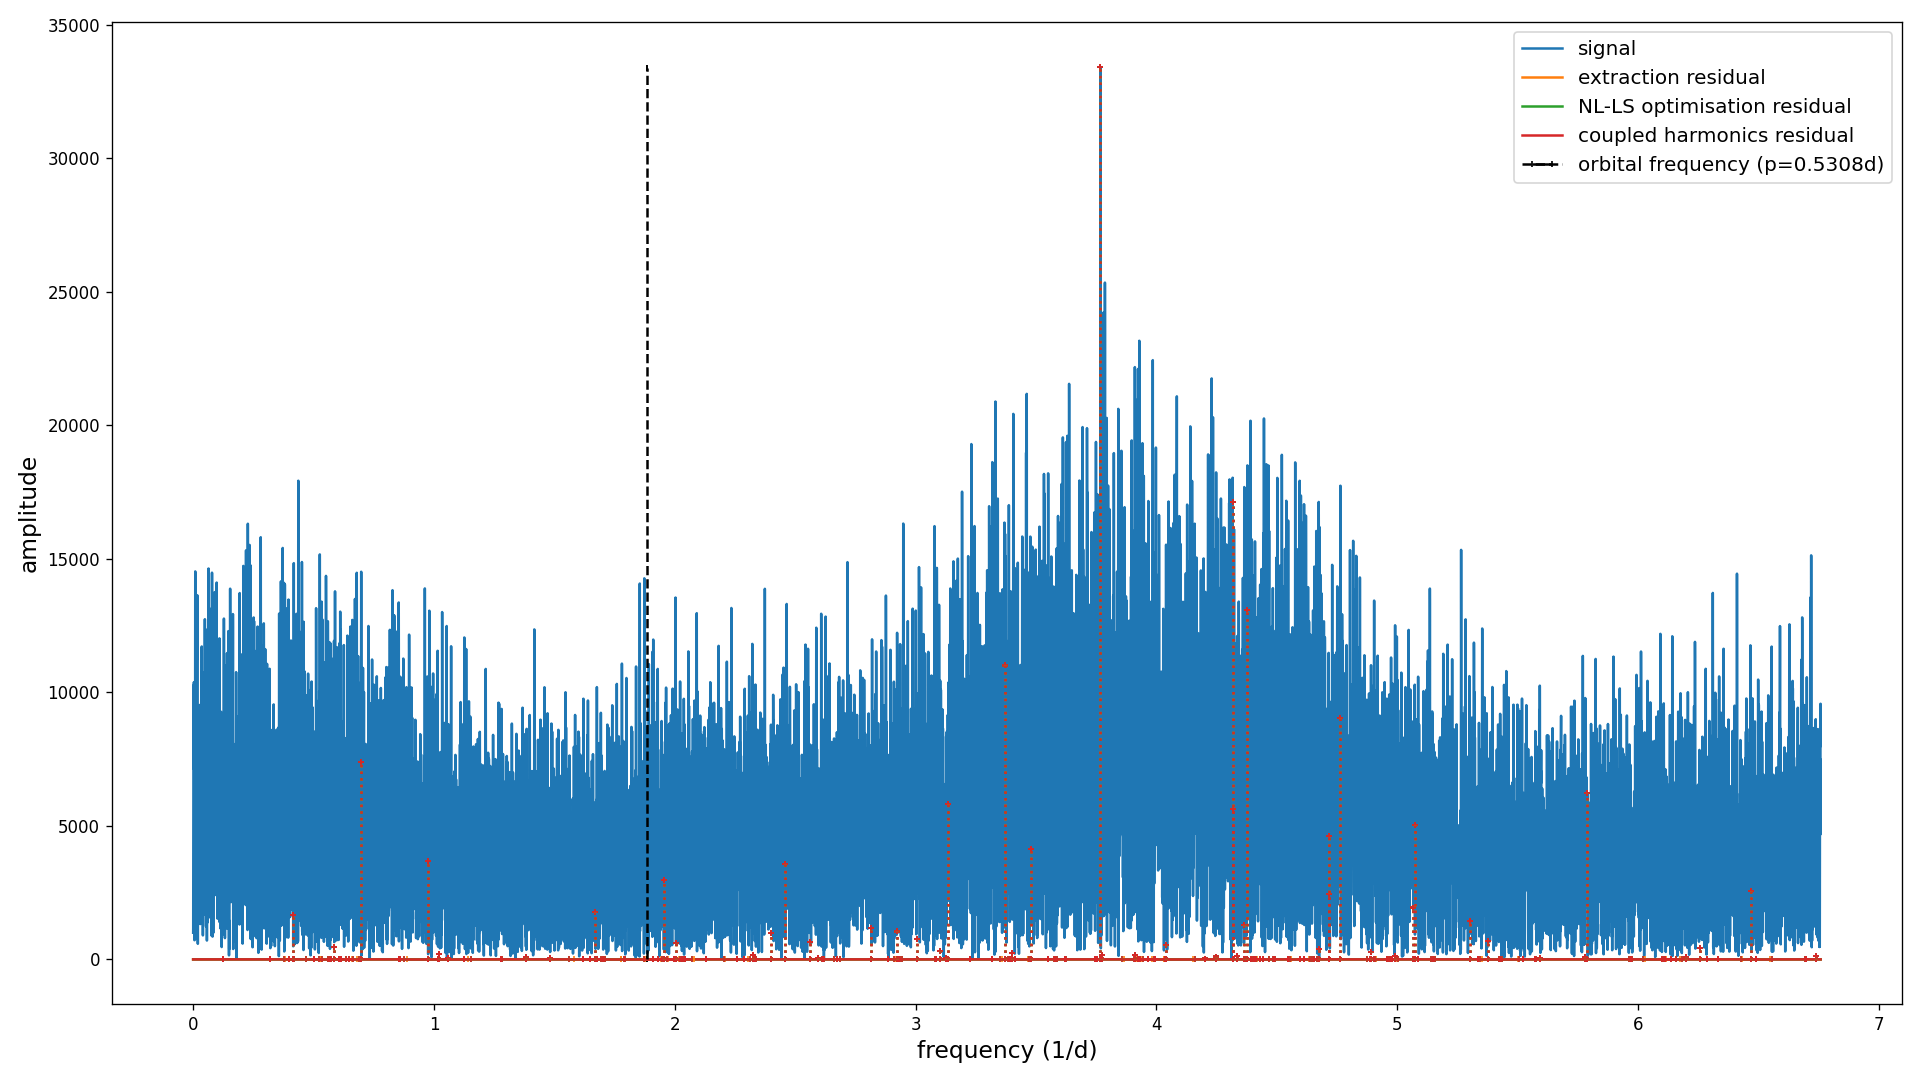 35000
30000
25000
20000
15000
10000
5000
0
amplitude
signal
extraction residual
NL-LS optimisation residual
coupled harmonics residual
orbital frequency (p=0.5308d)
0 1 2 3 4 5 6 7
frequency (1/d)